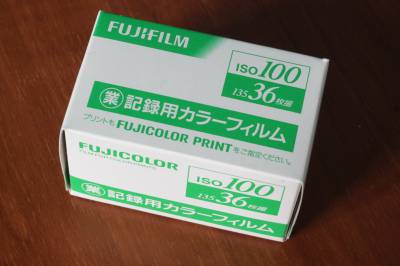 FUJIFILM
ISO 100
135 36枚撮
業 記録用カラーフィルム
プリントも FUJICOLOR PRINT をご指定ください。
FUJICOLOR
ISO 100
135 36枚撮
業 記録用カラーフィルム